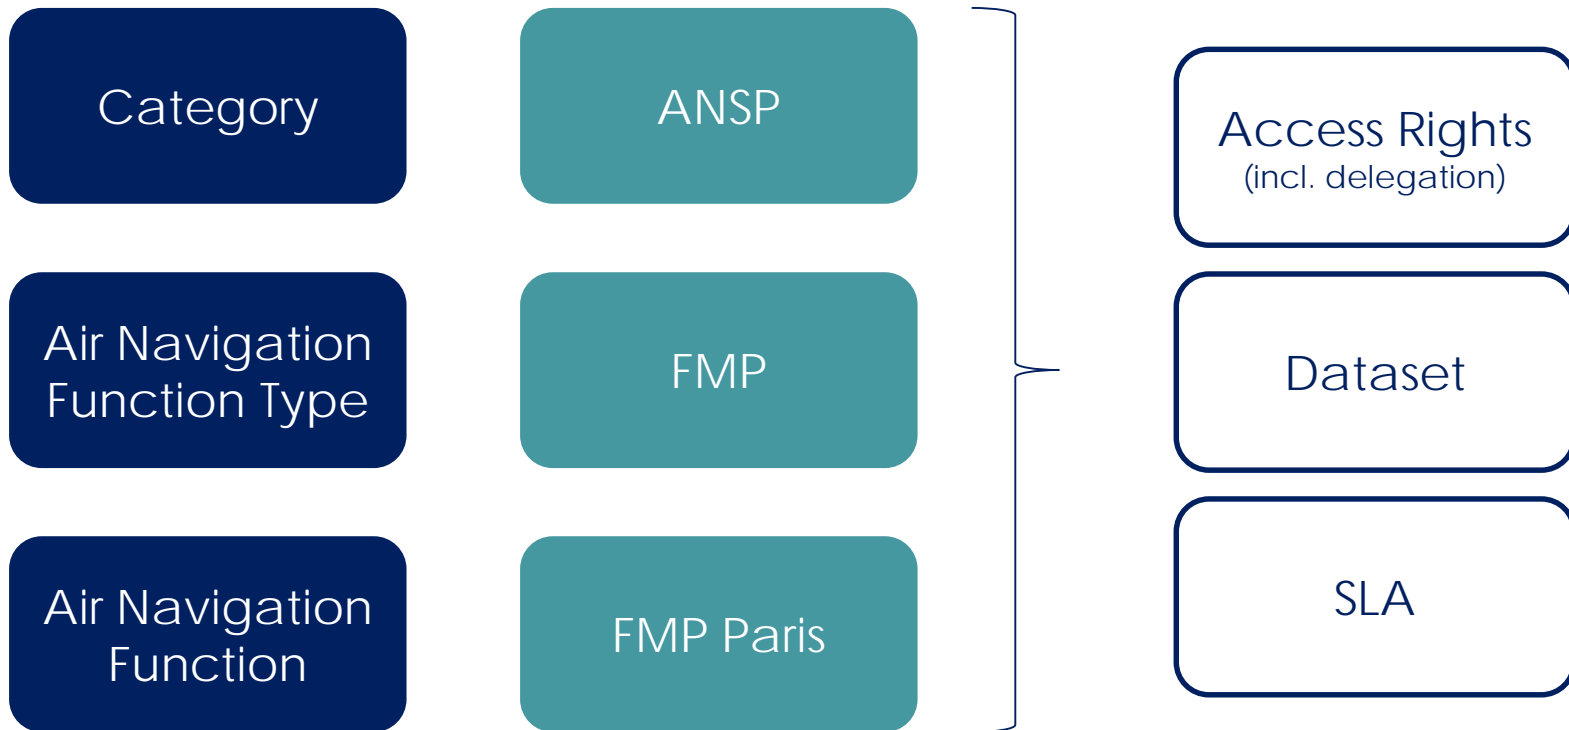 Category
ANSP
Access Rights
(incl. delegation)
Air Navigation
Function Type
FMP
Dataset
Air Navigation
Function
FMP Paris
SLA